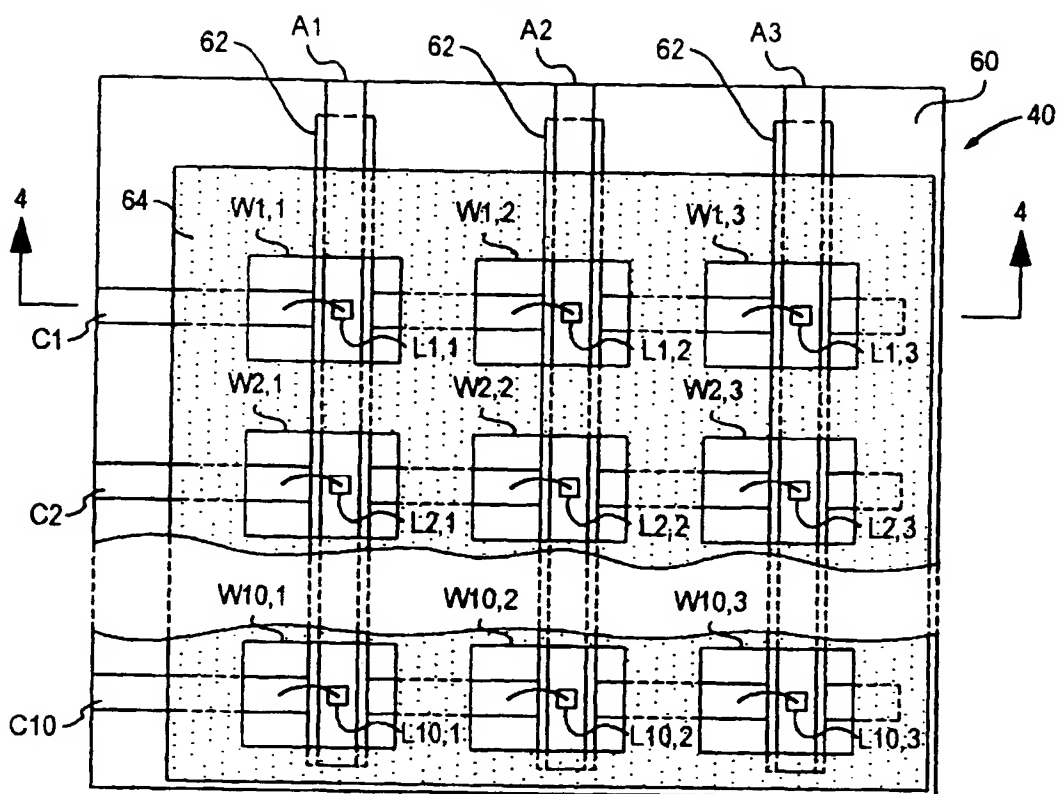 A1 A2 A3
62 62 62 60
40
4 64 W1,1 W1,2 W1,3 4
C1 L1,1 L1,2 L1,3
W2,1 W2,2 W2,3
C2 L2,1 L2,2 L2,3
W10,1 W10,2 W10,3
C10 L10,1 L10,2 L10,3